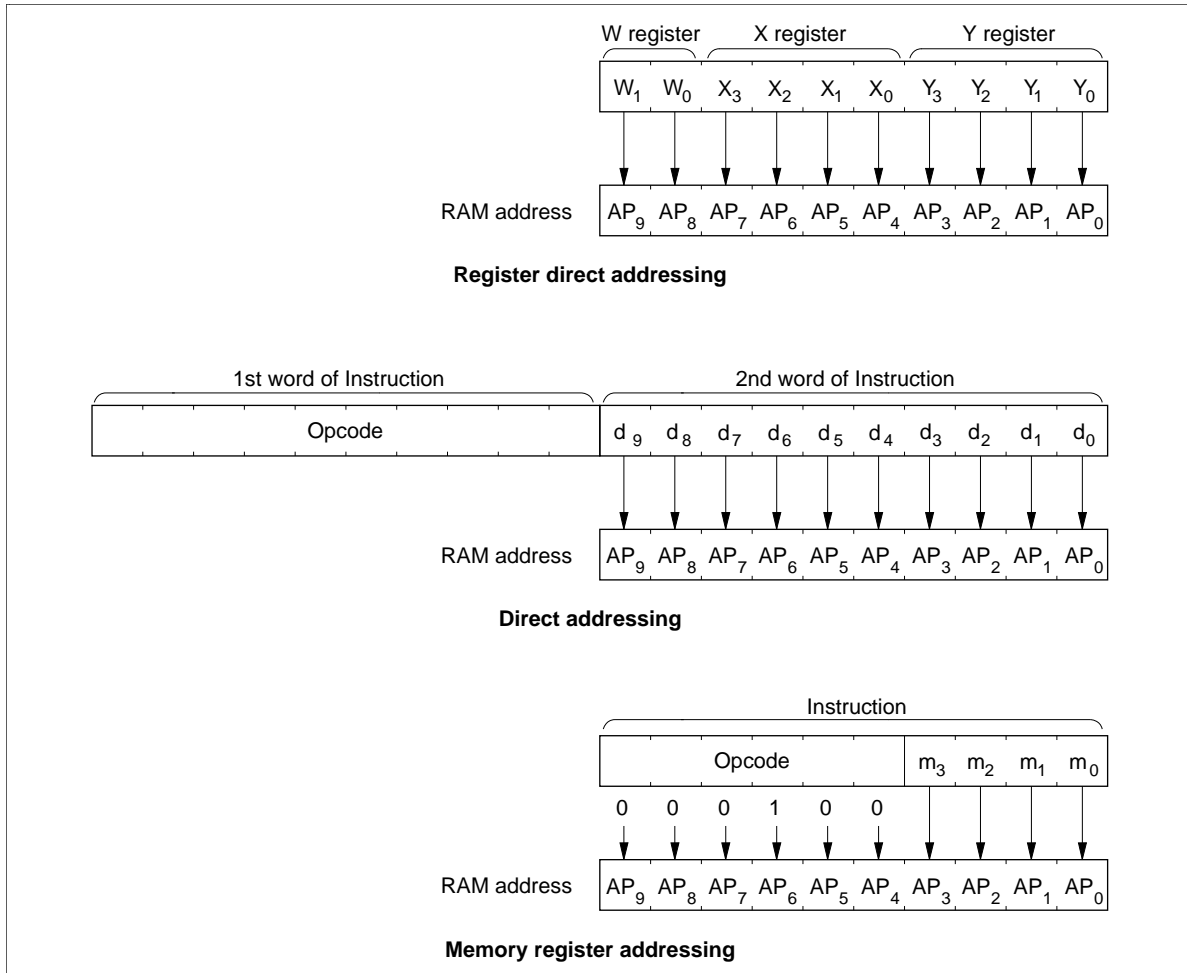 W register X register Y register
W1 W0 X3 X2 X1 X0 Y3 Y2 Y1 Y0
RAM address AP9 AP8 AP7 AP6 AP5 AP4 AP3 AP2 AP1 AP0
Register direct addressing
1st word of Instruction 2nd word of Instruction
Opcode d9 d8 d7 d6 d5 d4 d3 d2 d1 d0
RAM address AP9 AP8 AP7 AP6 AP5 AP4 AP3 AP2 AP1 AP0
Direct addressing
Instruction
Opcode m3 m2 m1 m0
0 0 0 1 0 0
RAM address AP9 AP8 AP7 AP6 AP5 AP4 AP3 AP2 AP1 AP0
Memory register addressing